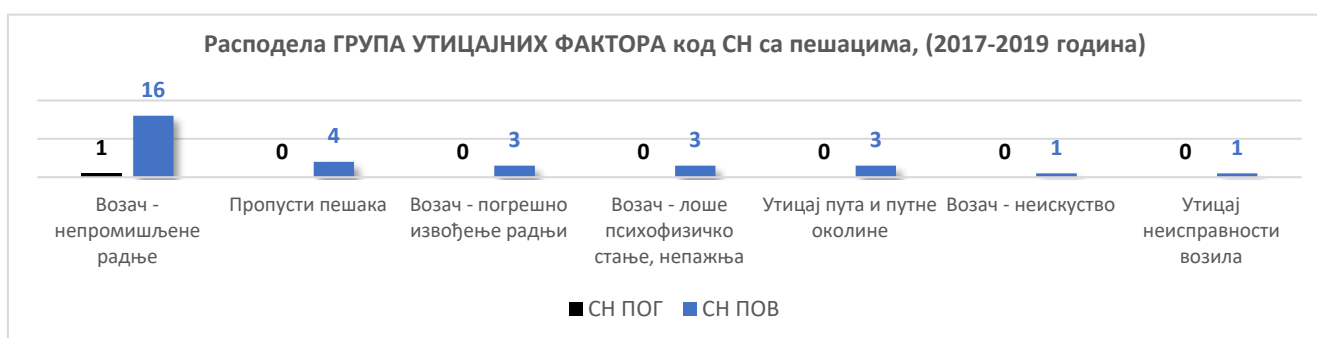 Расподела ГРУПА УТИЦАЈНИХ ФАКТОРА код СН са пешацима, (2017-2019 година)
16
1
0
4
0
3
0
3
0
3
0
1
0
1
Возач -
непромишљене
радње
Пропусти пешака
Возач - погрешно
извођење радњи
Возач - лоше
психофизичко
стање, непажња
Утицај пута и путне
околине
Возач - неискуство
Утицај
неисправности
возила
СН ПОГ СН ПОВ